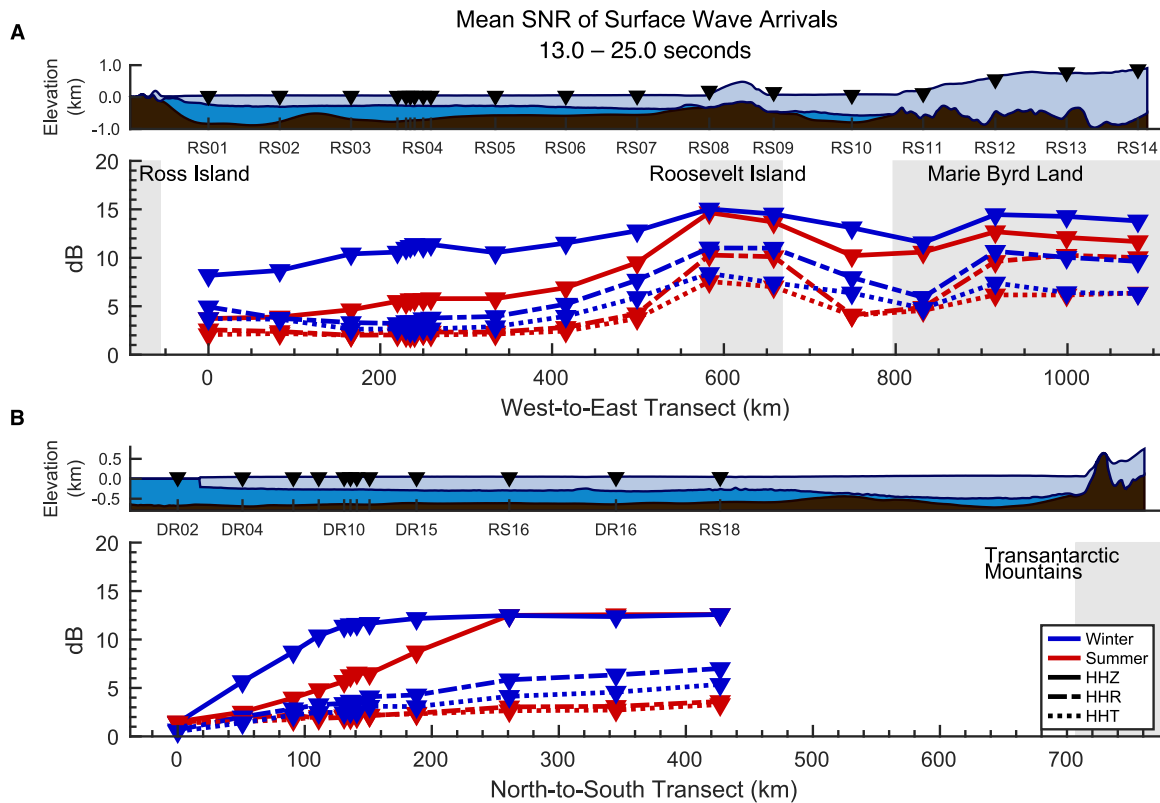 Mean SNR of Surface Wave Arrivals
13.0 – 25.0 seconds
A
Elevation
(km)
1.0
0.0
-1.0
RS01 RS02 RS03 RS04 RS05 RS06 RS07 RS08 RS09 RS10 RS11 RS12 RS13 RS14
Ross Island Roosevelt Island Marie Byrd Land
dB
20
15
10
5
0
0 200 400 600 800 1000
West-to-East Transect (km)
B
Elevation
(km)
0.5
0.0
-0.5
DR02 DR04 DR10 DR15 RS16 DR16 RS18
Transantarctic
Mountains
dB
20
15
10
5
0
Winter
Summer
HHZ
HHR
HHT
0 100 200 300 400 500 600 700
North-to-South Transect (km)